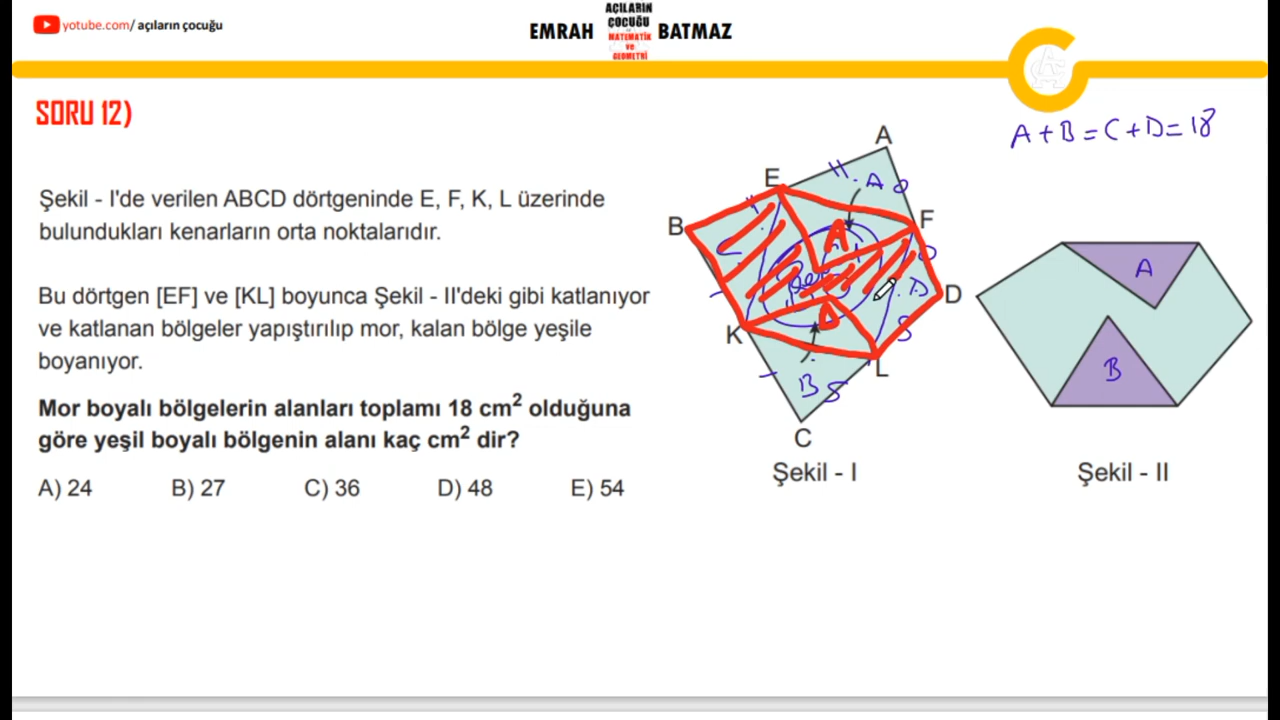 yotube.com/ açıların çocuğu
EMRAH
AÇILARIN
ÇOCUĞU
ve
MATEMATİK
ve
GEOMETRİ
BATMAZ
SORU 12)
A+B=C+D=18
Şekil - I'de verilen ABCD dörtgeninde E, F, K, L üzerinde
bulundukları kenarların orta noktalarıdır.
Bu dörtgen [EF] ve [KL] boyunca Şekil - II'deki gibi katlanıyor
ve katlanan bölgeler yapıştırılıp mor, kalan bölge yeşile
boyanıyor.
Mor boyalı bölgelerin alanları toplamı 18 cm² olduğuna
göre yeşil boyalı bölgenin alanı kaç cm² dir?
A) 24 B) 27 C) 36 D) 48 E) 54
A
E
A
B
F
A
C
D
D
K
L
B
C
Şekil - I
A
B
Şekil - II